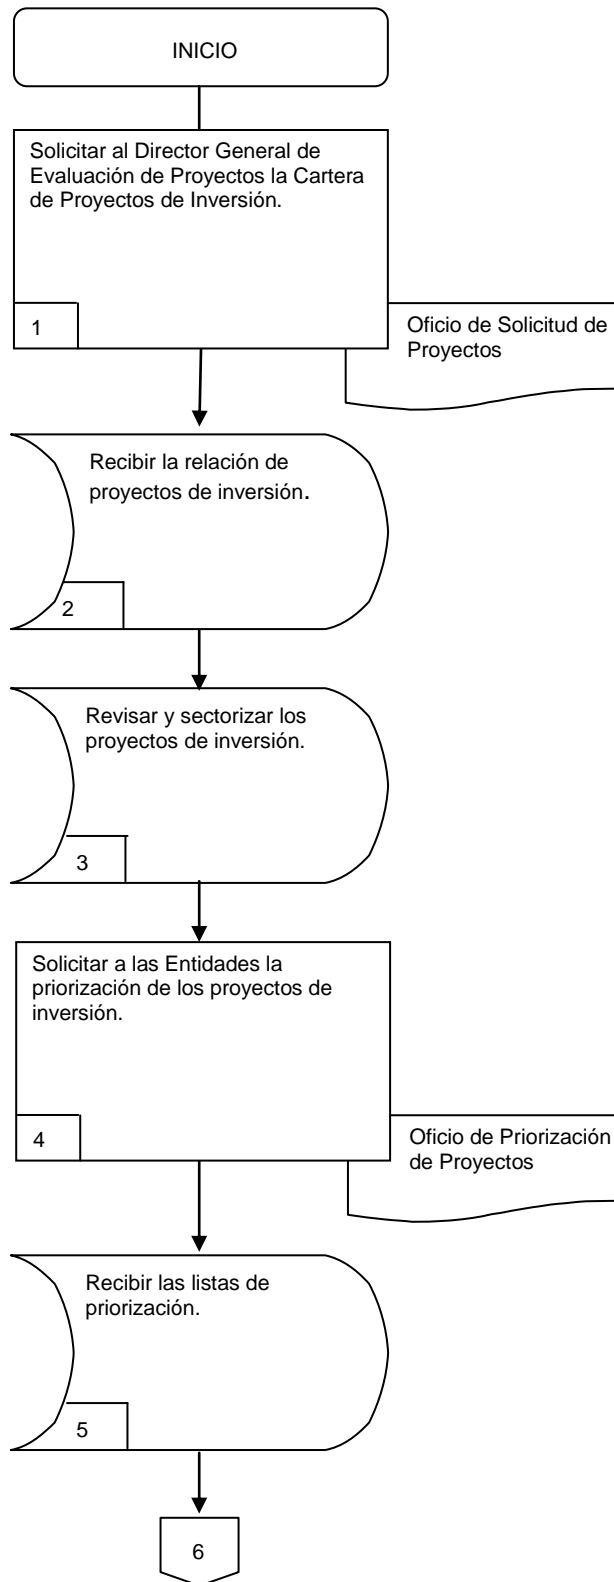 INICIO
Solicitar al Director General de
Evaluación de Proyectos la Cartera
de Proyectos de Inversión.
1
Oficio de Solicitud de
Proyectos
Recibir la relación de
proyectos de inversión.
2
Revisar y sectorizar los
proyectos de inversión.
3
Solicitar a las Entidades la
priorización de los proyectos de
inversión.
4
Oficio de Priorización
de Proyectos
Recibir las listas de
priorización.
5
6